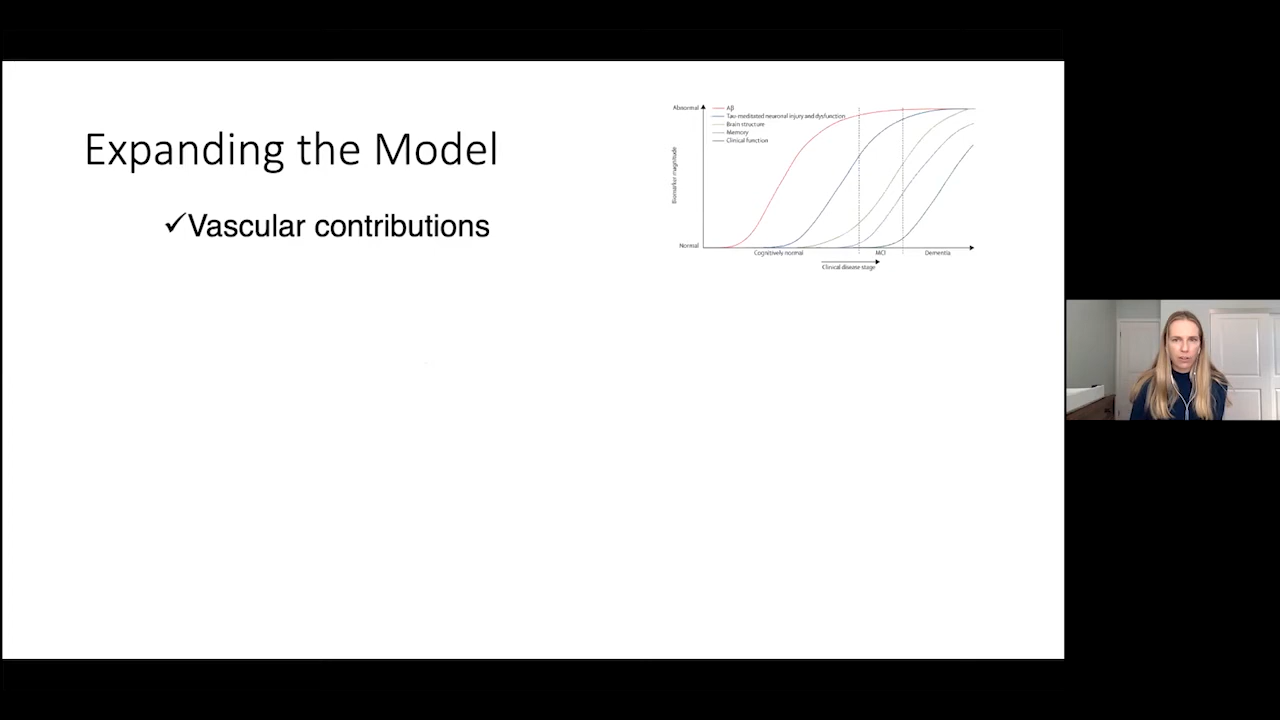 Expanding the Model
✓Vascular contributions
Abnormal
Aβ
Tau-meditated neuronal injury and dysfunction
Brain structure
Memory
Clinical function
Biomarker magnitude
Normal
Cognitively normal
MCI
Dementia
Clinical disease stage